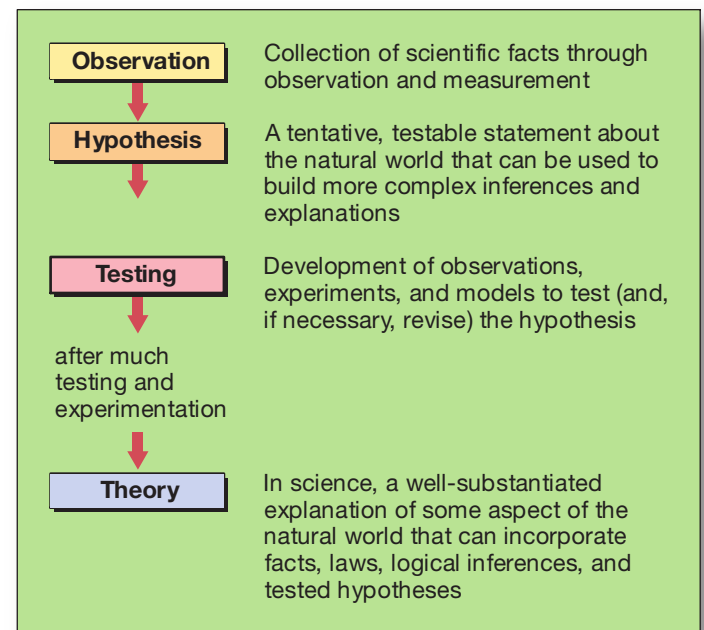 Observation
Collection of scientific facts through
observation and measurement
Hypothesis
A tentative, testable statement about
the natural world that can be used to
build more complex inferences and
explanations
Testing
Development of observations,
experiments, and models to test (and,
if necessary, revise) the hypothesis
after much
testing and
experimentation
Theory
In science, a well-substantiated
explanation of some aspect of the
natural world that can incorporate
facts, laws, logical inferences, and
tested hypotheses